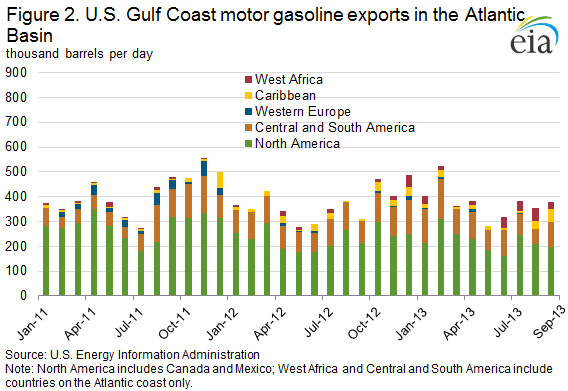 Figure 2. U.S. Gulf Coast motor gasoline exports in the Atlantic
Basin
eia
thousand barrels per day
900
800
700
600
500
400
300
200
100
0
West Africa
Caribbean
Western Europe
Central and South America
North America
Jan-11
Apr-11
Jul-11
Oct-11
Jan-12
Apr-12
Jul-12
Oct-12
Jan-13
Apr-13
Jul-13
Sep-13
Source: U.S. Energy Information Administration
Note: North America includes Canada and Mexico; West Africa and Central and South America include
countries on the Atlantic coast only.